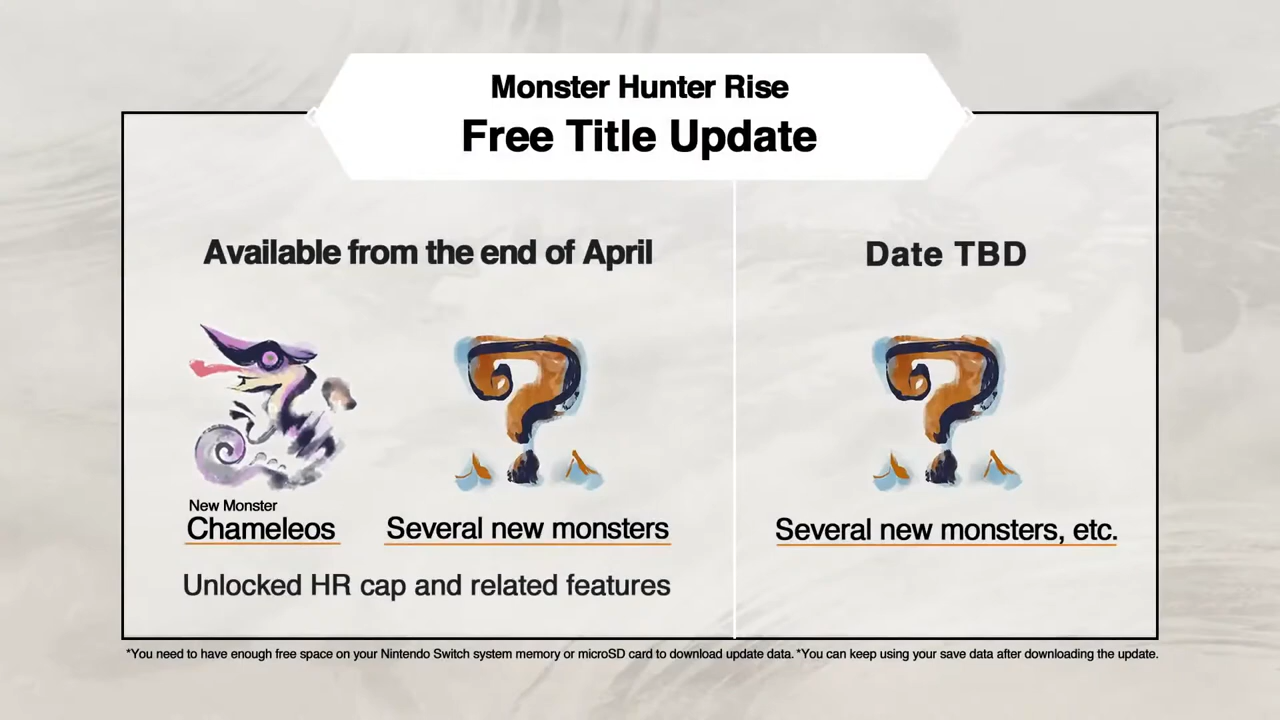 Monster Hunter Rise
Free Title Update
Available from the end of April
New Monster
Chameleos
Several new monsters
Unlocked HR cap and related features
Date TBD
Several new monsters, etc.
*You need to have enough free space on your Nintendo Switch system memory or microSD card to download update data. *You can keep using your save data after downloading the update.